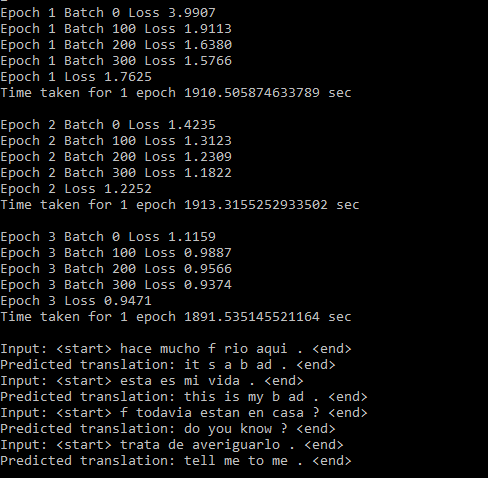 Epoch 1 Batch 0 Loss 3.9907
Epoch 1 Batch 100 Loss 1.9113
Epoch 1 Batch 200 Loss 1.6380
Epoch 1 Batch 300 Loss 1.5766
Epoch 1 Loss 1.7625
Time taken for 1 epoch 1910.505874633789 sec
Epoch 2 Batch 0 Loss 1.4235
Epoch 2 Batch 100 Loss 1.3123
Epoch 2 Batch 200 Loss 1.2309
Epoch 2 Batch 300 Loss 1.1822
Epoch 2 Loss 1.2252
Time taken for 1 epoch 1913.3155252933502 sec
Epoch 3 Batch 0 Loss 1.1159
Epoch 3 Batch 100 Loss 0.9887
Epoch 3 Batch 200 Loss 0.9566
Epoch 3 Batch 300 Loss 0.9374
Epoch 3 Loss 0.9471
Time taken for 1 epoch 1891.535145521164 sec
Input: <start> hace mucho f rio aqui . <end>
Predicted translation: it s a b ad . <end>
Input: <start> esta es mi vida . <end>
Predicted translation: this is my b ad . <end>
Input: <start> f todavia estan en casa ? <end>
Predicted translation: do you know ? <end>
Input: <start> trata de averiguarlo . <end>
Predicted translation: tell me to me . <end>